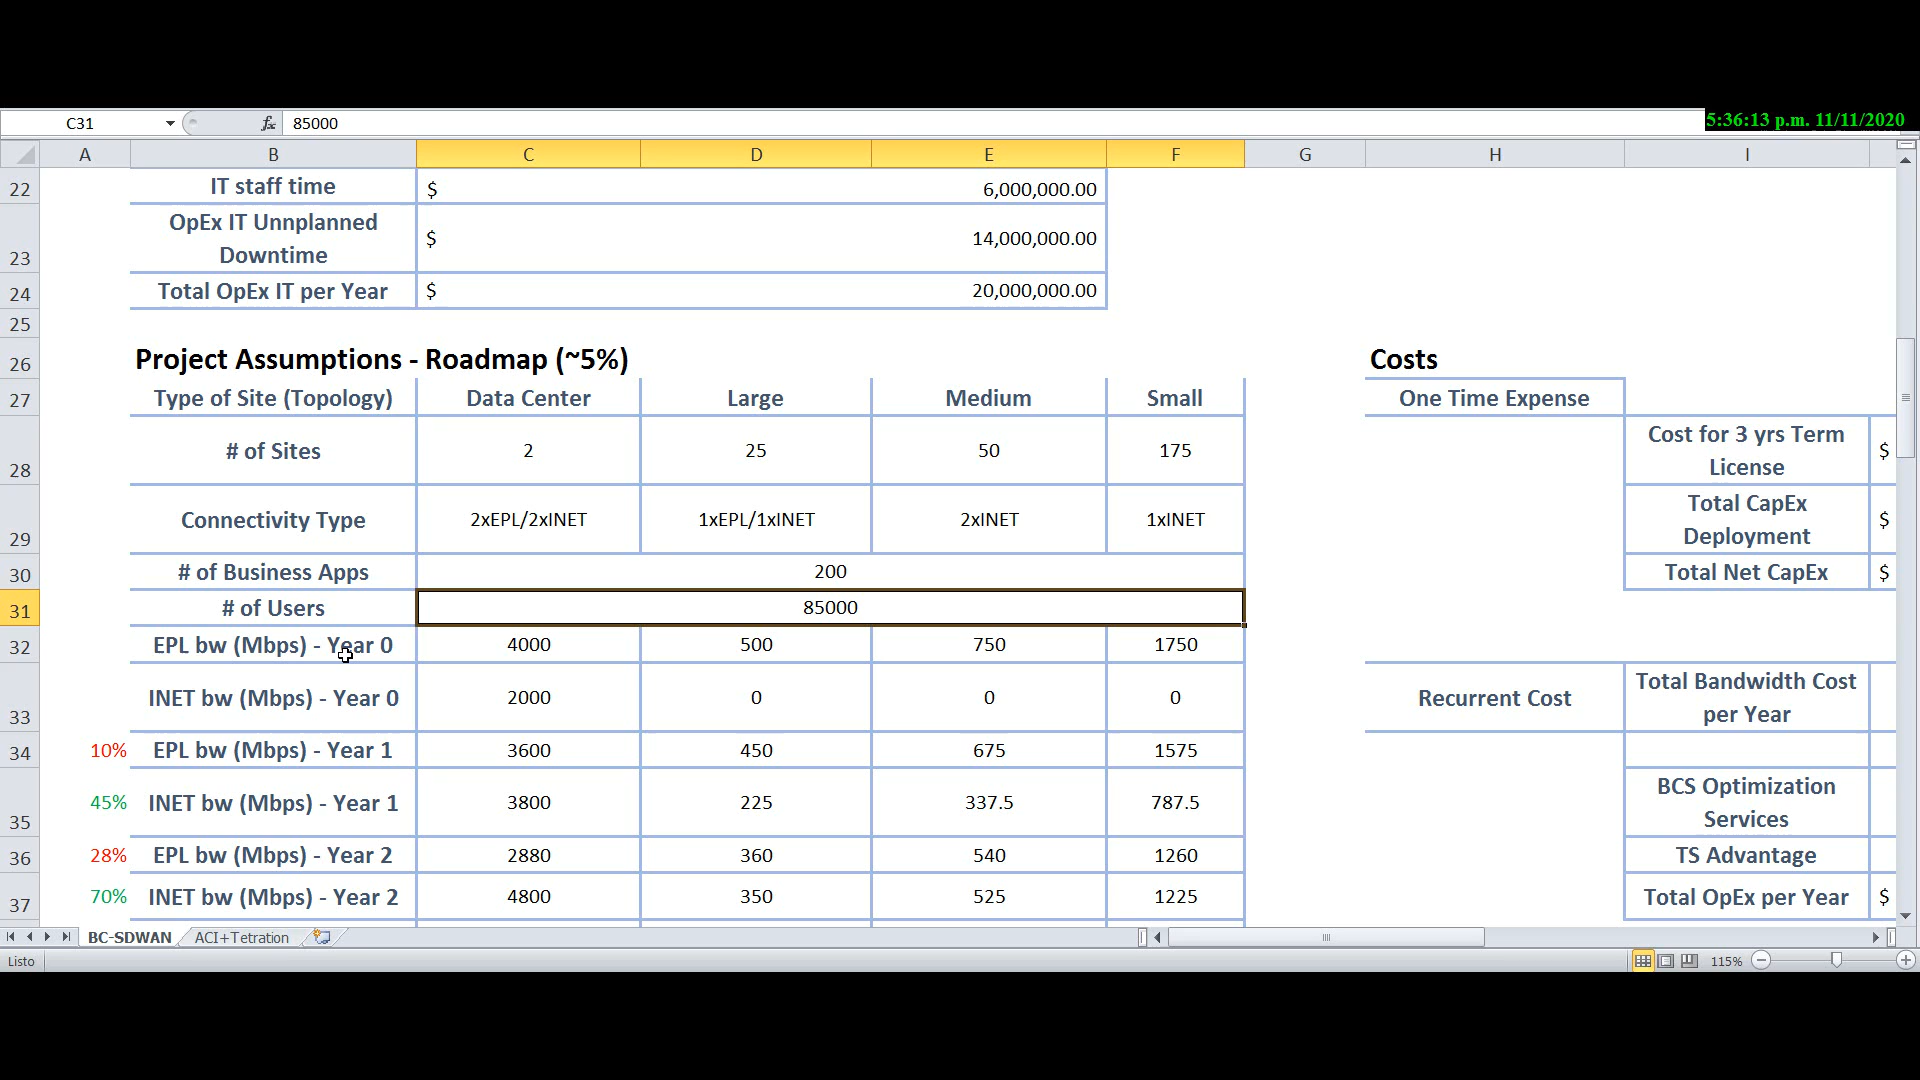 C31 fx 85000
5:36:13 p.m. 11/11/2020
A B C D E F G H I
22 IT staff time $ 6,000,000.00
OpEx IT Unnplanned
23 Downtime $ 14,000,000.00
24 Total OpEx IT per Year $ 20,000,000.00
25
26 Project Assumptions - Roadmap (~5%) Costs
27 Type of Site (Topology) Data Center Large Medium Small One Time Expense
28 # of Sites 2 25 50 175 Cost for 3 yrs Term
License $
29 Connectivity Type 2xEPL/2xINET 1xEPL/1xINET 2xINET 1xINET Total CapEx
Deployment $
30 # of Business Apps 200 Total Net CapEx $
31 # of Users 85000
32 EPL bw (Mbps) - Year 0 4000 500 750 1750
33 INET bw (Mbps) - Year 0 2000 0 0 0 Recurrent Cost Total Bandwidth Cost
per Year
34 10% EPL bw (Mbps) - Year 1 3600 450 675 1575
35 45% INET bw (Mbps) - Year 1 3800 225 337.5 787.5 BCS Optimization
Services
36 28% EPL bw (Mbps) - Year 2 2880 360 540 1260 TS Advantage
37 70% INET bw (Mbps) - Year 2 4800 350 525 1225 Total OpEx per Year $
BC-SDWAN ACI+Tetration
Listo 115%